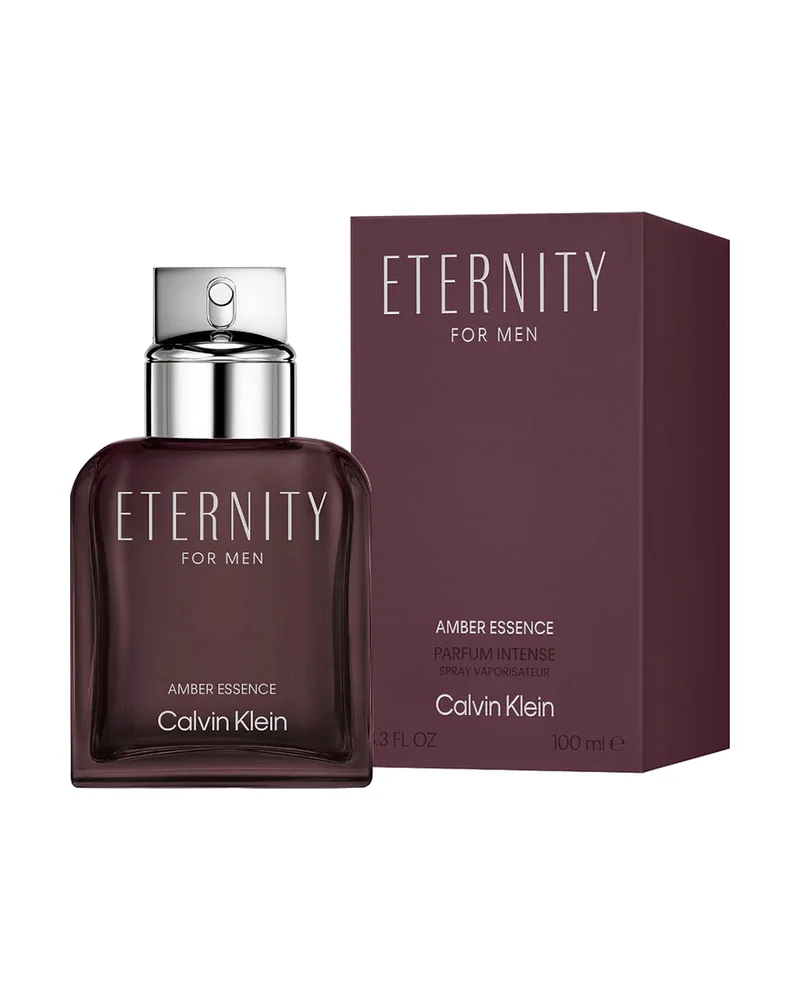 ETERNITY
FOR MEN
AMBER ESSENCE
Calvin Klein
ETERNITY
FOR MEN
AMBER ESSENCE
PARFUM INTENSE
SPRAY VAPORISATEUR
Calvin Klein
.3 FL OZ
100 ml ℮